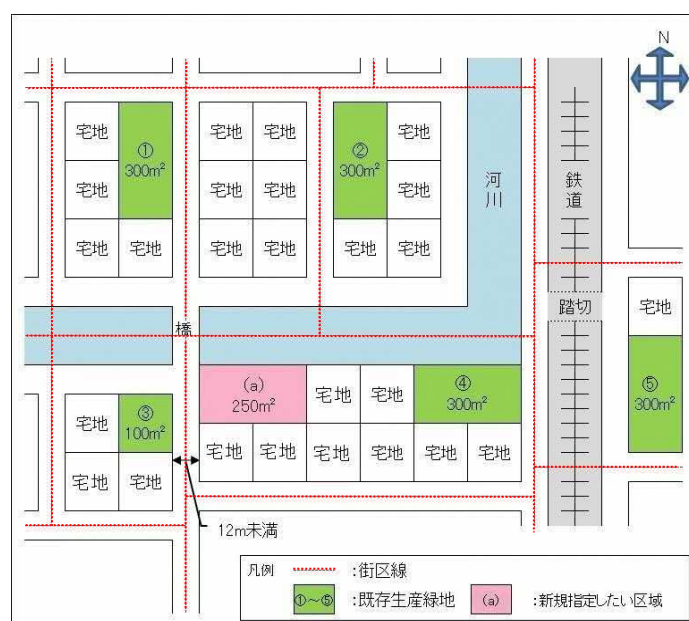 N
宅地 ① 300m² 宅地 宅地 ② 300m² 宅地
宅地 宅地 宅地 宅地
宅地 宅地 宅地 宅地 宅地 宅地
河川
鉄道
橋
踏切
宅地
宅地 ③ 100m²
(a) 250m²
宅地 宅地
④ 300m²
⑤ 300m²
宅地 宅地 宅地 宅地 宅地 宅地 宅地 宅地
12m未満
凡例 :街区線
①~⑤ :既存生産緑地 (a) :新規指定したい区域